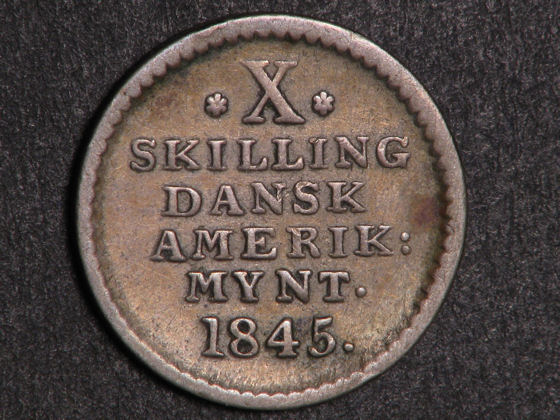 X
SKILLING
DANSK
AMERIK:
MYNT.
1845.